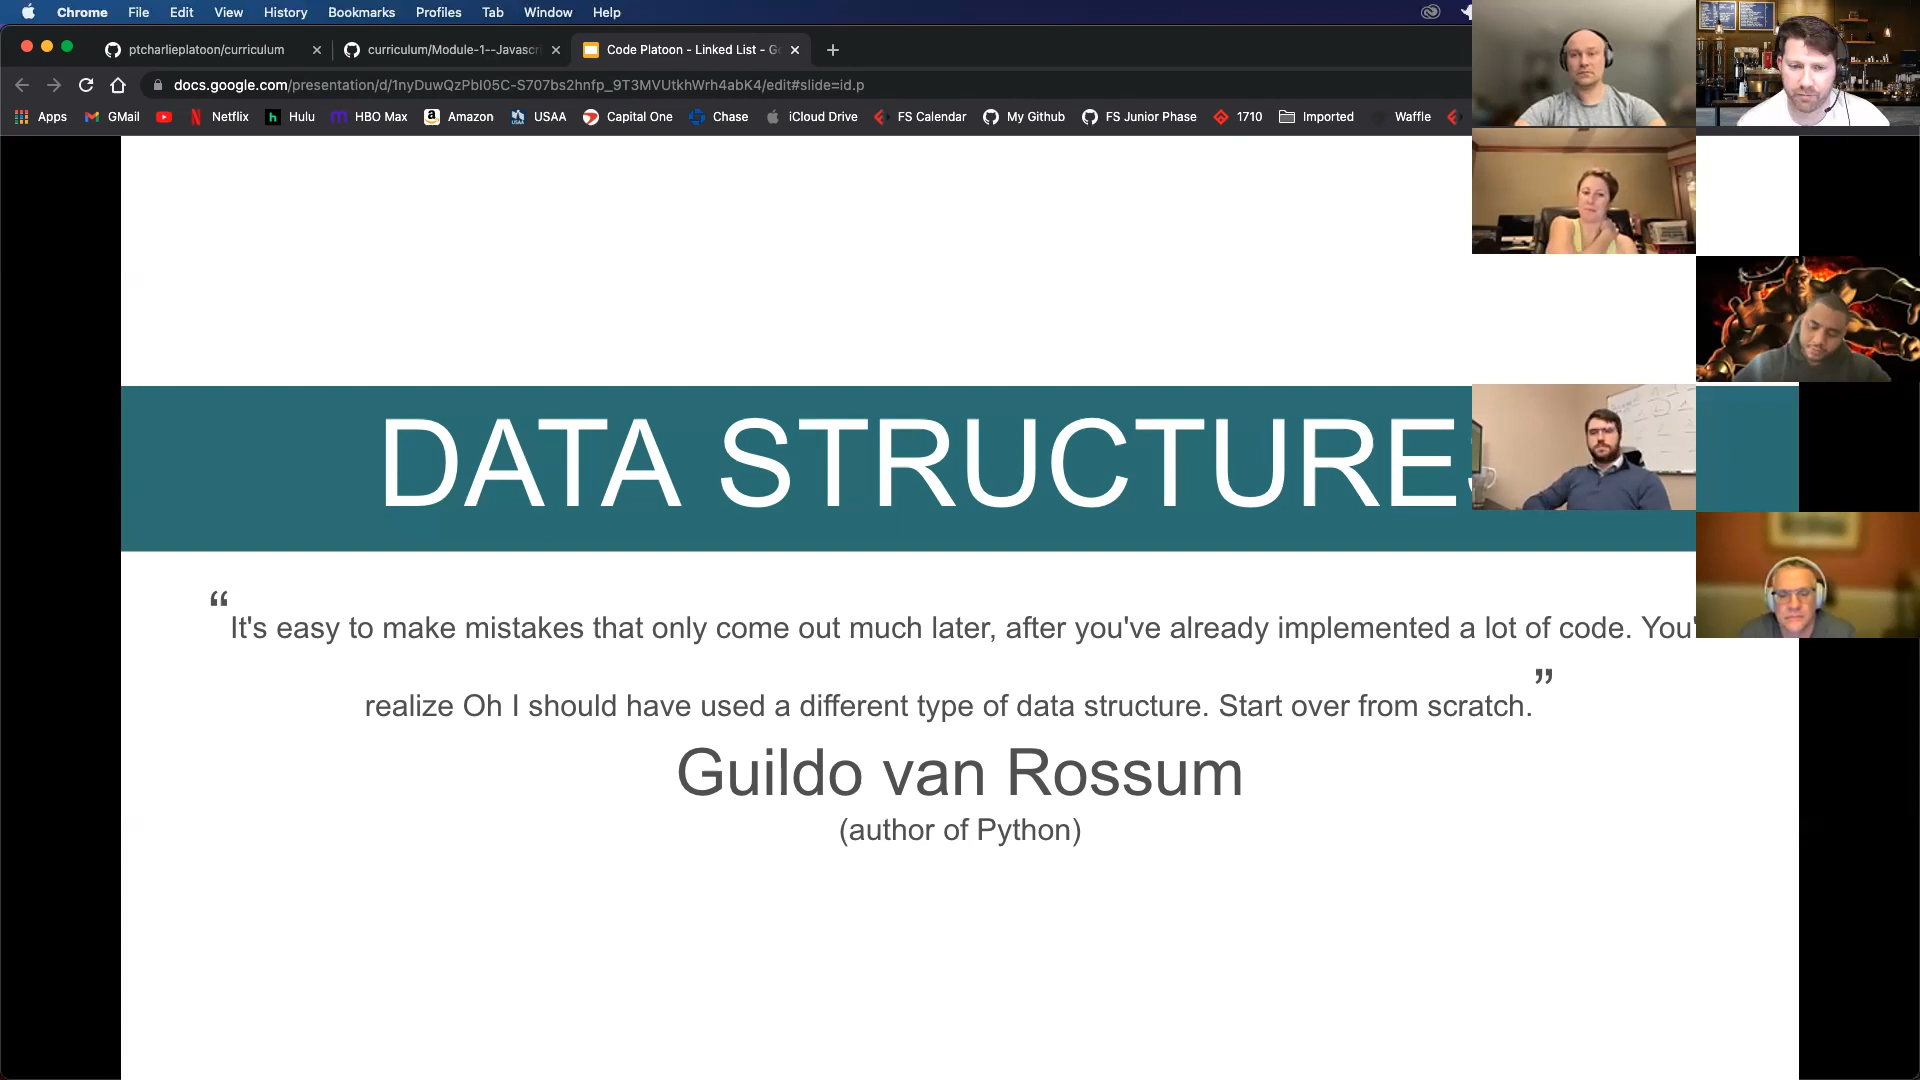 Chrome File Edit View History Bookmarks Profiles Tab Window Help
ptcharlieplatoon/curriculum
curriculum/Module-1--Javascri
Code Platoon - Linked List - Go
docs.google.com/presentation/d/1nyDuwQzPbI05C-S707bs2hnfp_9T3MVUtkhWrh4abK4/edit#slide=id.p
Apps GMail Netflix Hulu HBO Max Amazon USAA Capital One Chase iCloud Drive FS Calendar My Github FS Junior Phase 1710 Imported Waffle
DATA STRUCTURES
“It's easy to make mistakes that only come out much later, after you've already implemented a lot of code. You'
realize Oh I should have used a different type of data structure. Start over from scratch.”
Guildo van Rossum
(author of Python)